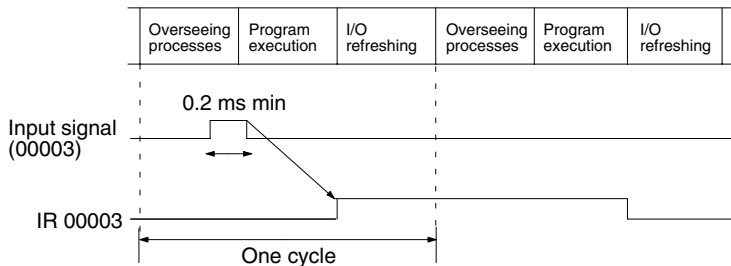 Overseeing processes
Program execution
I/O refreshing
Overseeing processes
Program execution
I/O refreshing
0.2 ms min
Input signal
(00003)
IR 00003
One cycle